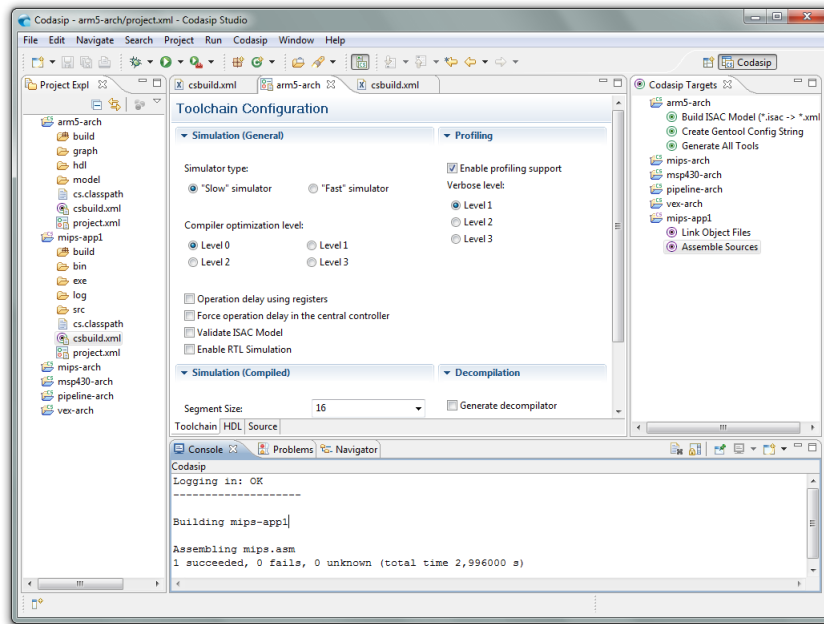 Codasip - arm5-arch/project.xml - Codasip Studio
File Edit Navigate Search Project Run Codasip Window Help
Codasip
Project Expl
arm5-arch
build
graph
hdl
model
cs.classpath
csbuild.xml
project.xml
mips-app1
build
bin
exe
log
src
cs.classpath
csbuild.xml
project.xml
mips-arch
msp430-arch
pipeline-arch
vex-arch
csbuild.xml arm5-arch csbuild.xml
Toolchain Configuration
Simulation (General)
Simulator type:
"Slow" simulator "Fast" simulator
Compiler optimization level:
Level 0 Level 1
Level 2 Level 3
Operation delay using registers
Force operation delay in the central controller
Validate ISAC Model
Enable RTL Simulation
Profiling
Enable profiling support
Verbose level:
Level 1
Level 2
Level 3
Simulation (Compiled)
Segment Size: 16
Decompilation
Generate decompilator
Toolchain HDL Source
Codasip Targets
arm5-arch
Build ISAC Model (*.isac -> *.xml
Create Gentool Config String
Generate All Tools
mips-arch
msp430-arch
pipeline-arch
vex-arch
mips-app1
Link Object Files
Assemble Sources
Console Problems Navigator
Codasip
Logging in: OK
--------------------
Building mips-app1
Assembling mips.asm
1 succeeded, 0 fails, 0 unknown (total time 2,996000 s)